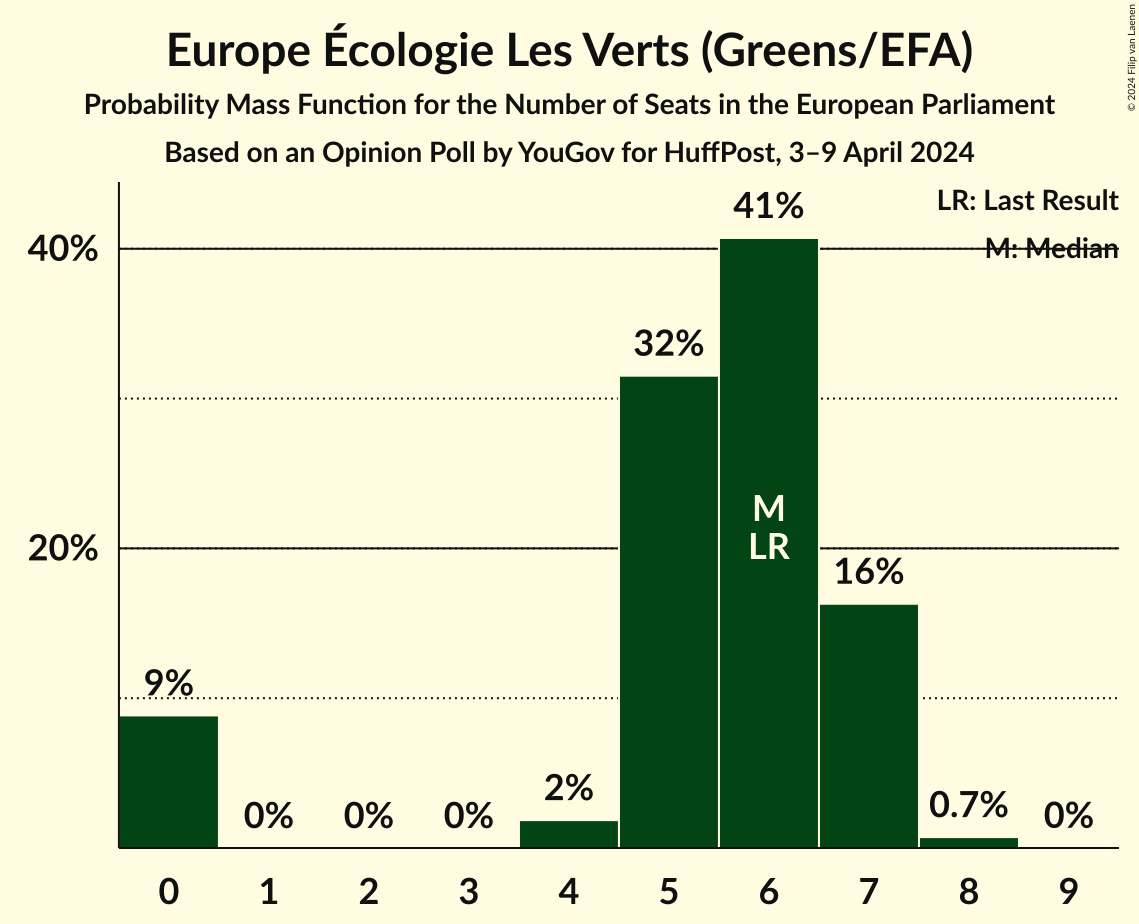 Europe Écologie Les Verts (Greens/EFA)
Probability Mass Function for the Number of Seats in the European Parliament
Based on an Opinion Poll by YouGov for HuffPost, 3–9 April 2024
© 2024 Filip van Laenen
LR: Last Result
M: Median
40%
20%
9%
0%
0%
0%
2%
32%
41%
16%
0.7%
0%
M
LR
0
1
2
3
4
5
6
7
8
9